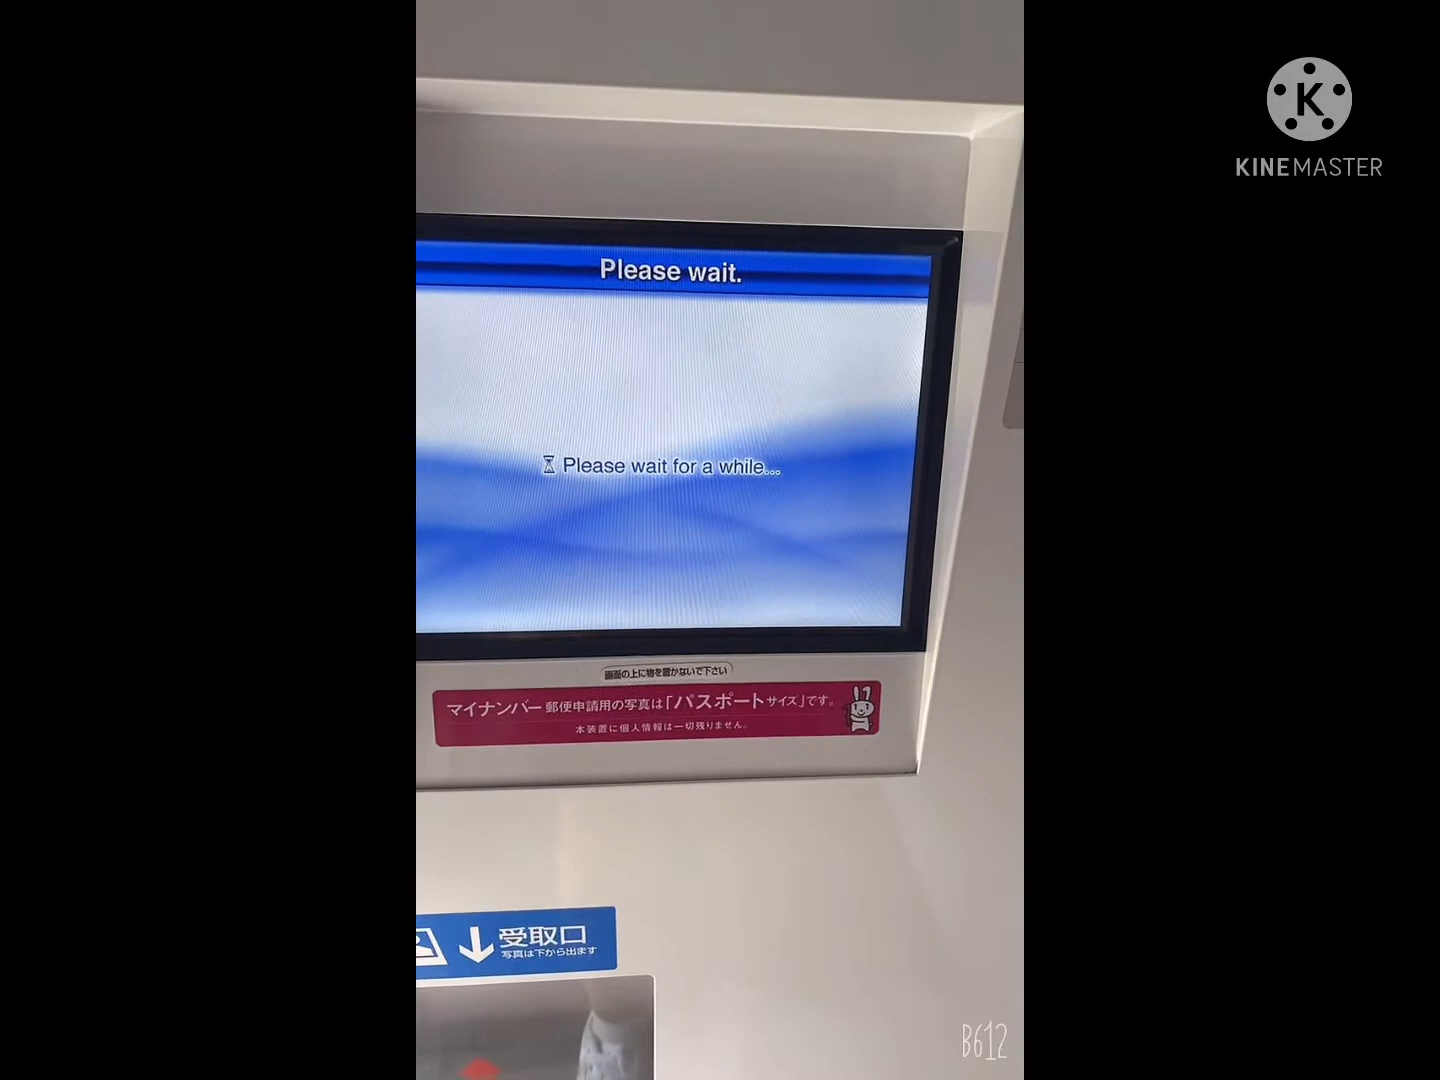 KINEMASTER
Please wait.
Please wait for a while...
画面の上に物を置かないで下さい
マイナンバー郵便申請用の写真は「パスポートサイズ」です。
本装置に個人情報は一切残りません。
受取口
写真は下から出ます
B612